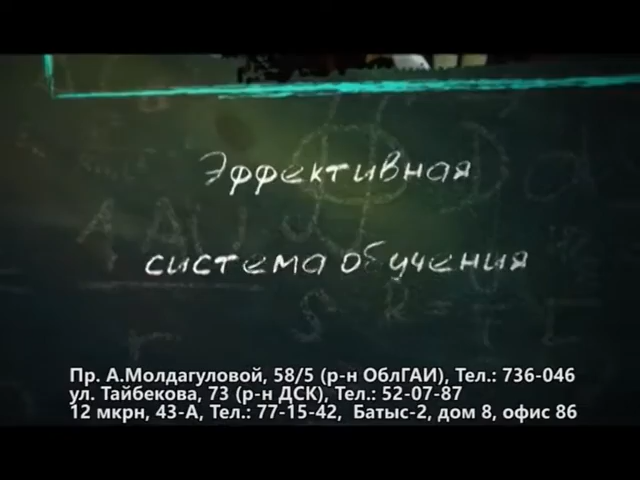 Эффективная
система обучения
Пр. А.Молдагуловой, 58/5 (р-н ОблГАИ), Тел.: 736-046
ул. Тайбекова, 73 (р-н ДСК), Тел.: 52-07-87
12 мкрн, 43-А, Тел.: 77-15-42, Батыс-2, дом 8, офис 86